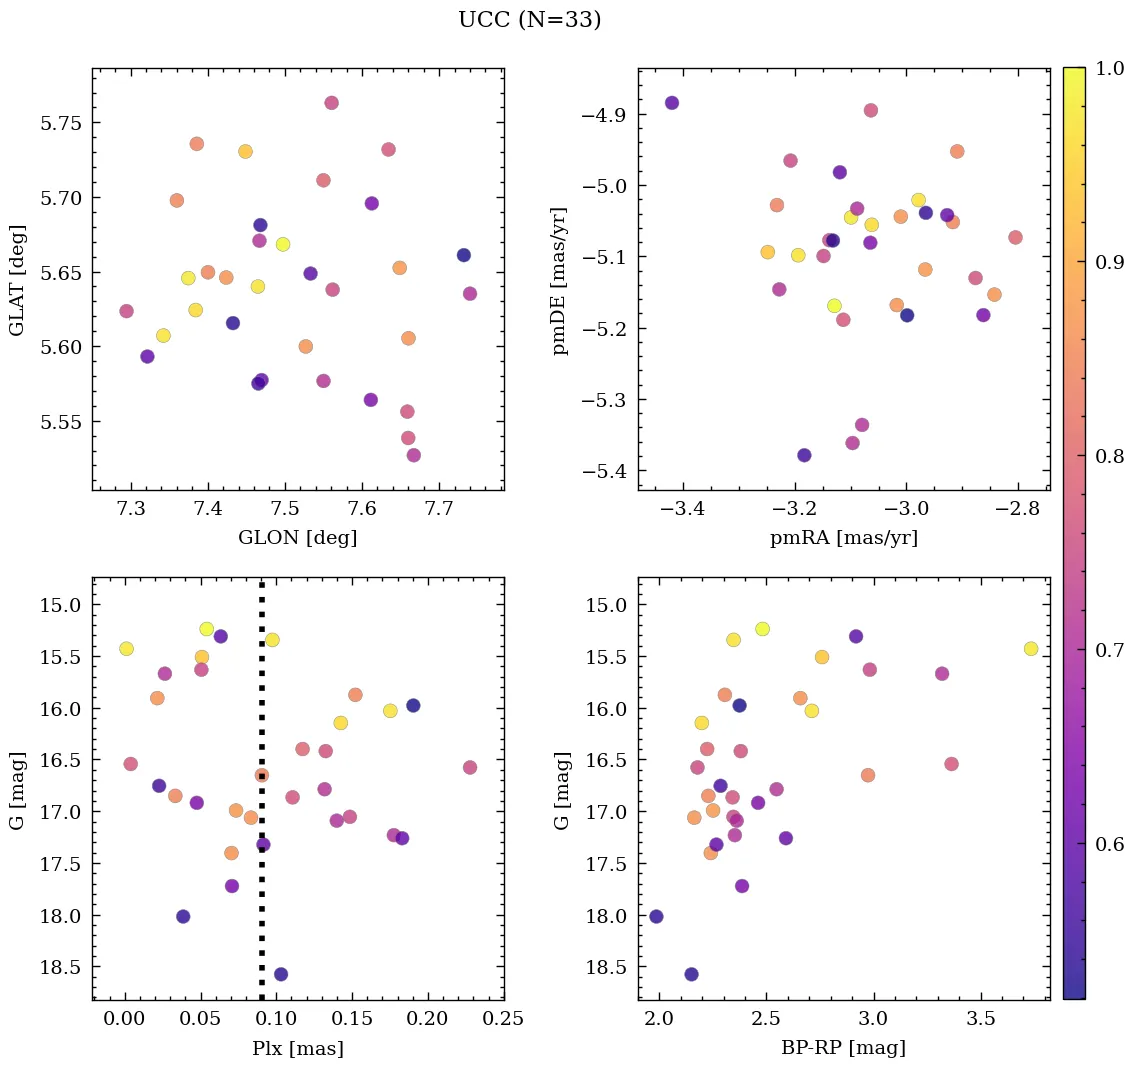 UCC (N=33)
5.75
5.70
5.65
5.60
5.55
GLAT [deg]
7.3 7.4 7.5 7.6 7.7
GLON [deg]
−4.9
−5.0
−5.1
−5.2
−5.3
−5.4
pmDE [mas/yr]
−3.4 −3.2 −3.0 −2.8
pmRA [mas/yr]
15.0
15.5
16.0
16.5
17.0
17.5
18.0
18.5
G [mag]
0.00 0.05 0.10 0.15 0.20 0.25
Plx [mas]
15.0
15.5
16.0
16.5
17.0
17.5
18.0
18.5
G [mag]
2.0 2.5 3.0 3.5
BP-RP [mag]
1.0
0.9
0.8
0.7
0.6